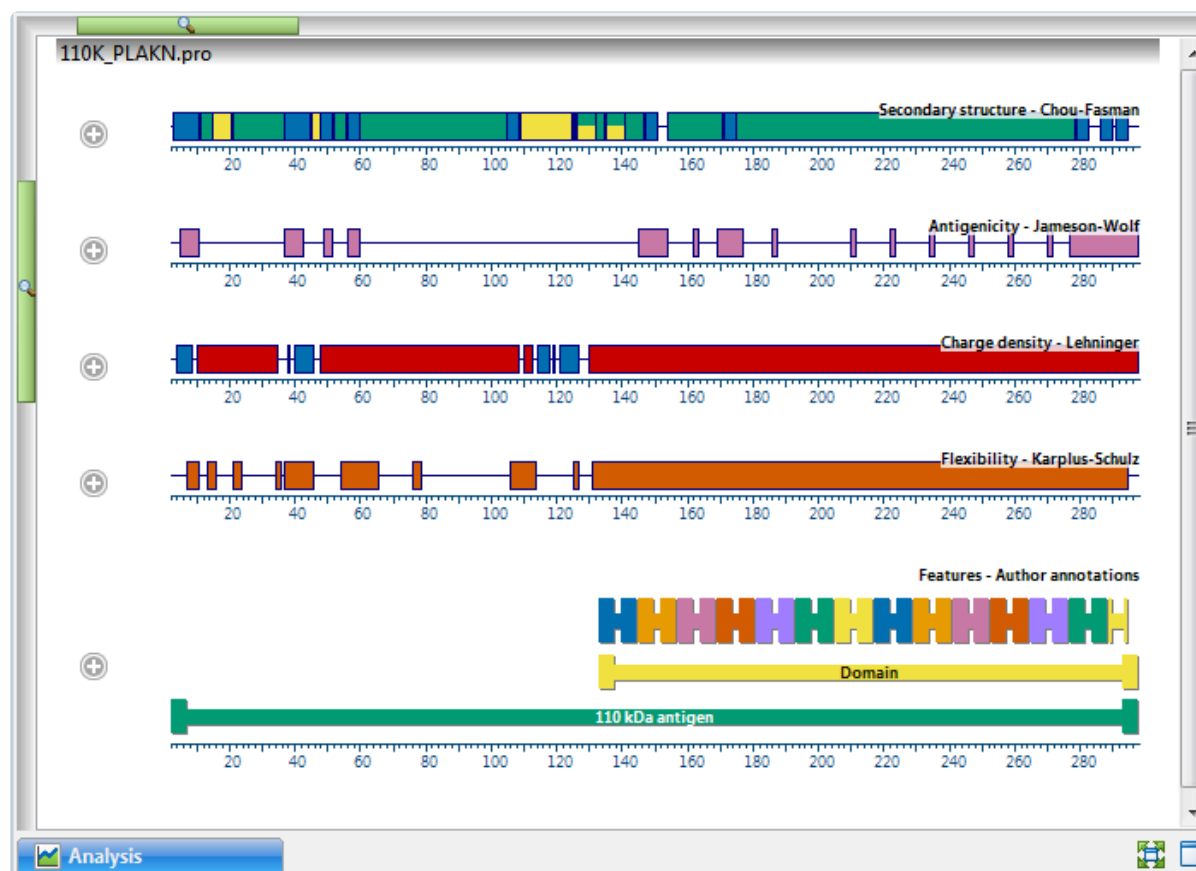 110K_PLAKN.pro
Secondary structure - Chou-Fasman
20 40 60 80 100 120 140 160 180 200 220 240 260 280
Antigenicity - Jameson-Wolf
20 40 60 80 100 120 140 160 180 200 220 240 260 280
Charge density - Lehninger
20 40 60 80 100 120 140 160 180 200 220 240 260 280
Flexibility - Karplus-Schulz
20 40 60 80 100 120 140 160 180 200 220 240 260 280
Features - Author annotations
Domain
110 kDa antigen
20 40 60 80 100 120 140 160 180 200 220 240 260 280
Analysis